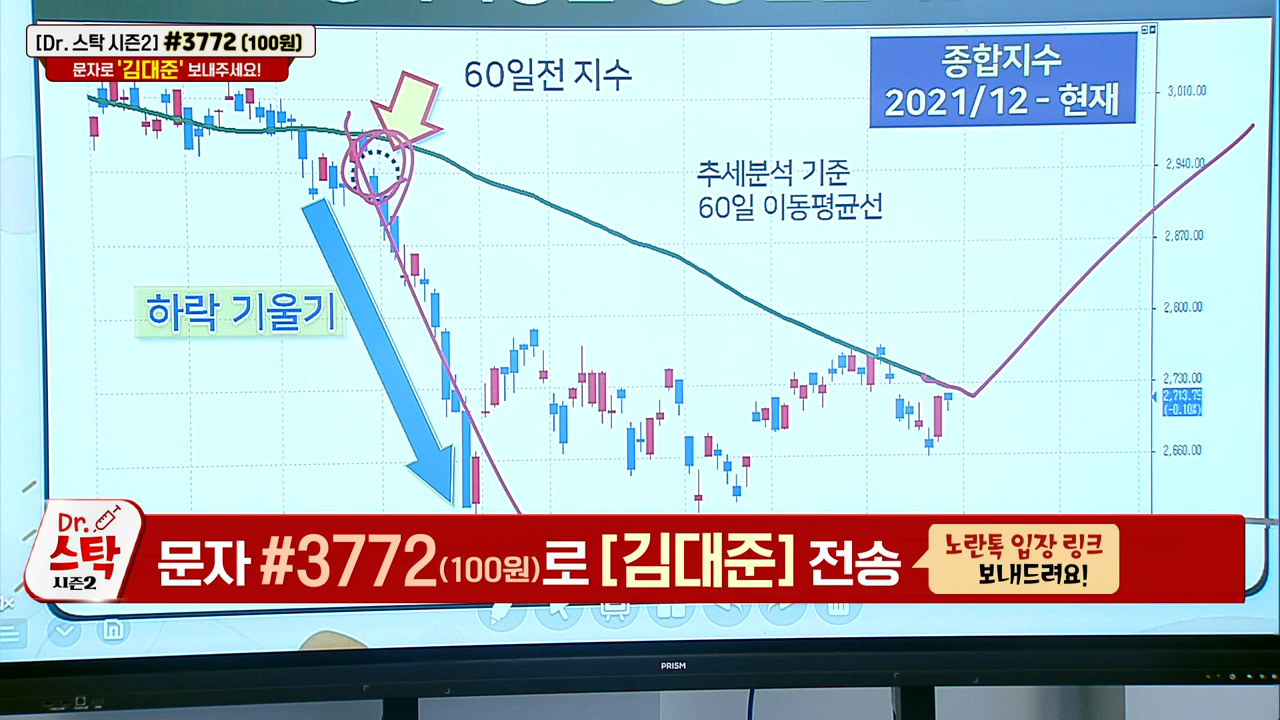 [Dr. 스탁 시즌2] #3772 (100원)
문자로 '김대준' 보내주세요!
60일전 지수
종합지수
2021/12 - 현재
추세분석 기준
60일 이동평균선
하락 기울기
3,010.00
2,940.00
2,870.00
2,800.00
2,730.00
2,713.79
(-0.10%)
2,660.00
Dr.
스탁
시즌2
문자 #3772(100원)로 [김대준] 전송
노란톡 입장 링크
보내드려요!
PRISM